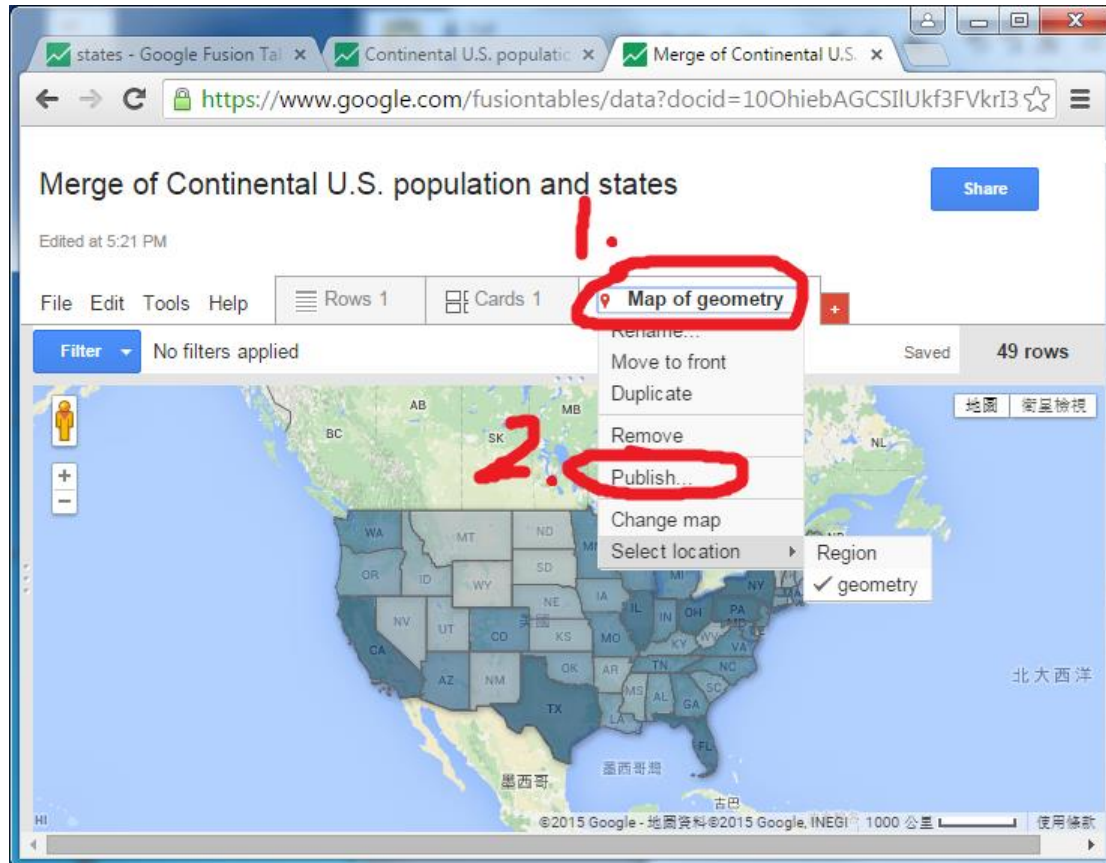 states - Google Fusion Tal
Continental U.S. populatic
Merge of Continental U.S.
https://www.google.com/fusiontables/data?docid=10OhiebAGCSIlUkf3FVkrI3
Merge of Continental U.S. population and states
Share
Edited at 5:21 PM
1.
File Edit Tools Help
Rows 1
Cards 1
Map of geometry
+
Rename...
Filter
No filters applied
Move to front
Saved
49 rows
Duplicate
地圖
衛星檢視
AB
MB
BC
SK
NL
Remove
2.
Publish...
+
−
Change map
Select location
Region
geometry
WA
MT
ND
OR
ID
WY
SD
MI
NY
NE
IA
IL
IN
OH
PA
NV
UT
CO
美國
KS
MO
KY
WV
VA
CA
AZ
NM
OK
AR
TN
NC
MS
AL
GA
SC
TX
LA
FL
北大西洋
墨西哥
墨西哥灣
古巴
HI
©2015 Google - 地圖資料©2015 Google, INEGI
1000 公里
使用條款